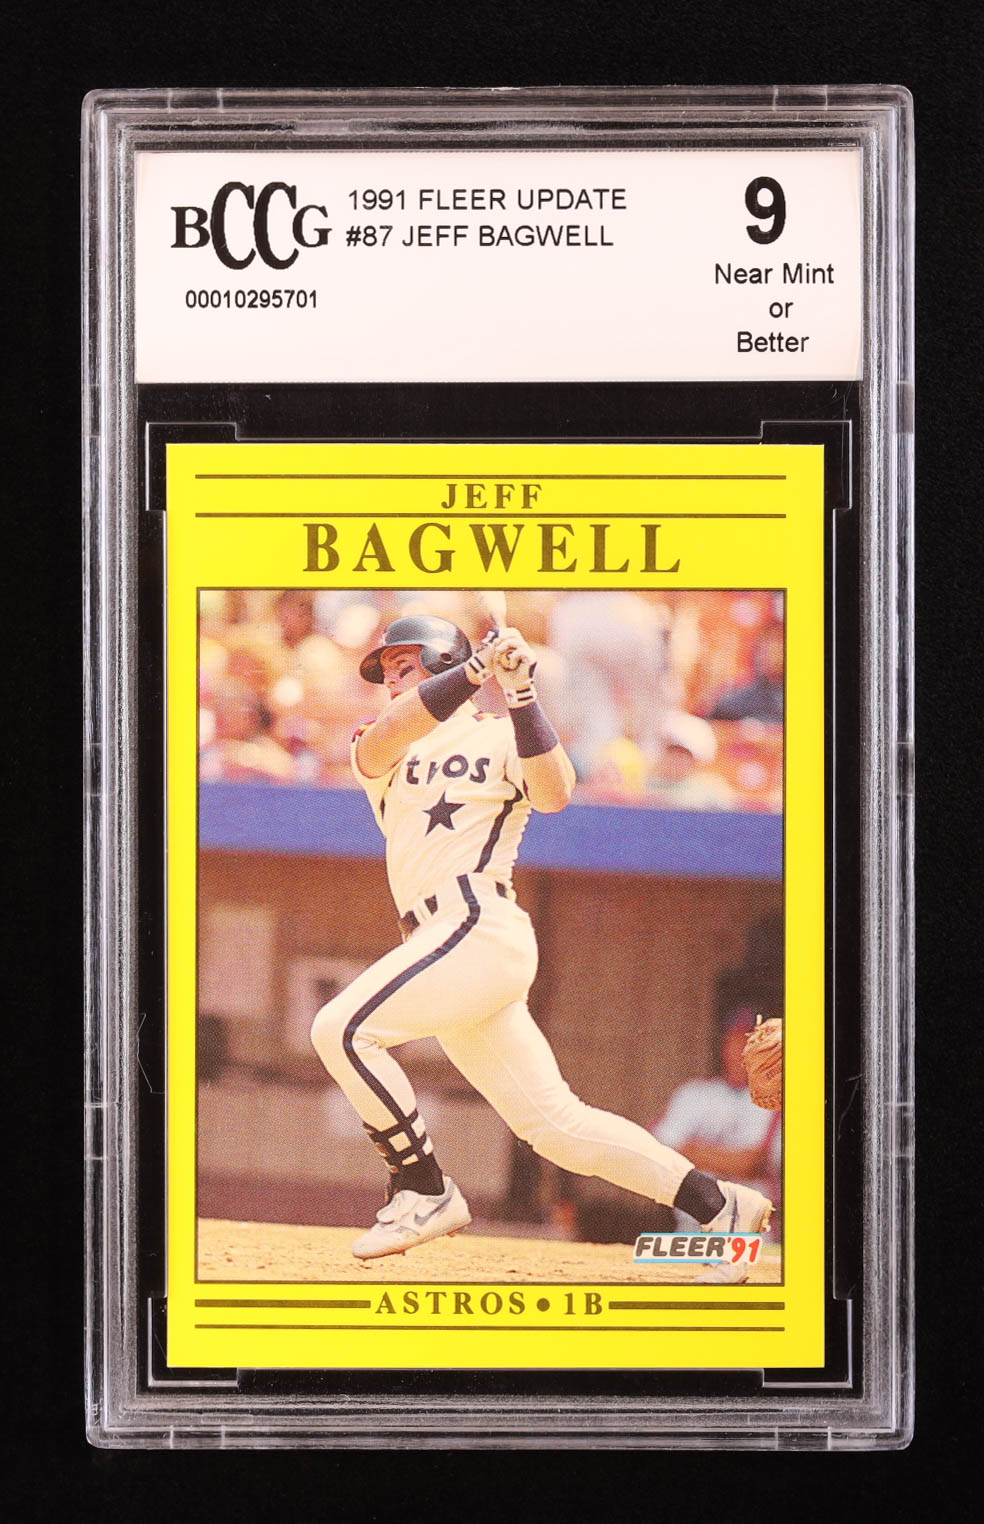 BCCG
1991 FLEER UPDATE
#87 JEFF BAGWELL
00010295701
9
Near Mint
or
Better
JEFF
BAGWELL
tros
FLEER'91
ASTROS • 1B